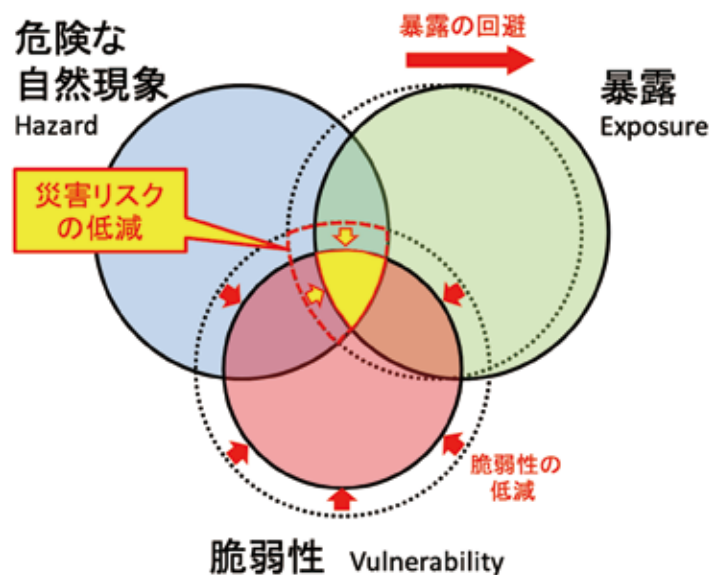 危険な
自然現象
Hazard
暴露の回避
暴露
Exposure
災害リスク
の低減
脆弱性の
低減
脆弱性 Vulnerability